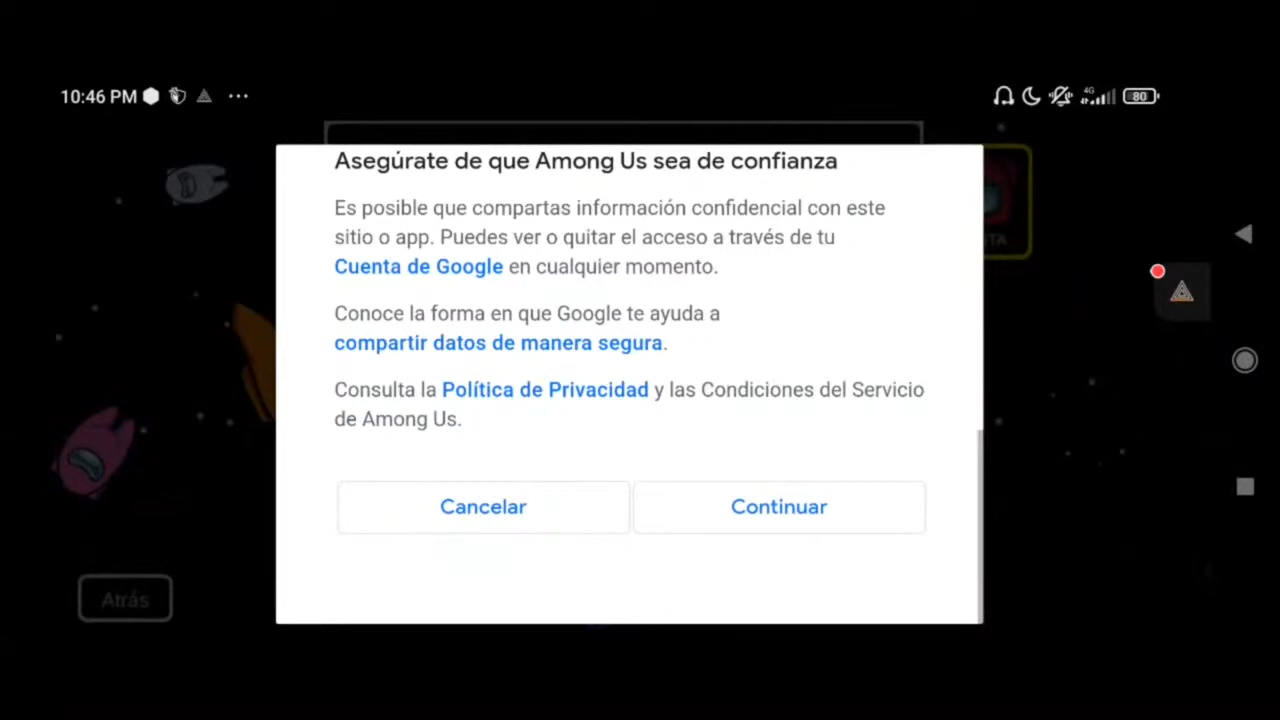 10:46 PM
4G
80
Asegúrate de que Among Us sea de confianza
Es posible que compartas información confidencial con este
sitio o app. Puedes ver o quitar el acceso a través de tu
Cuenta de Google en cualquier momento.
Conoce la forma en que Google te ayuda a
compartir datos de manera segura.
Consulta la Política de Privacidad y las Condiciones del Servicio
de Among Us.
Cancelar Continuar
Atrás